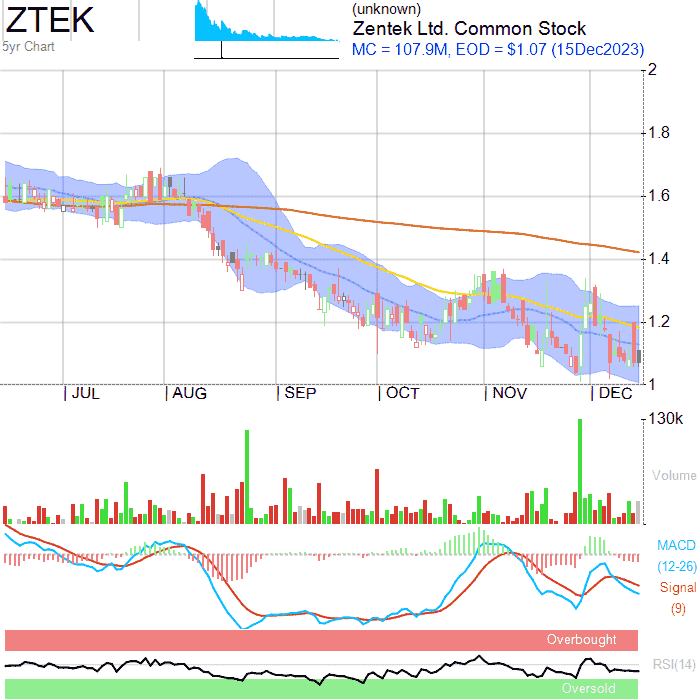 ZTEK
5yr Chart
(unknown)
Zentek Ltd. Common Stock
MC = 107.9M, EOD = $1.07 (15Dec2023)
2
1.8
1.6
1.4
1.2
1
JUL AUG SEP OCT NOV DEC
130k
Volume
MACD
(12-26)
Signal
(9)
Overbought
RSI(14)
Oversold